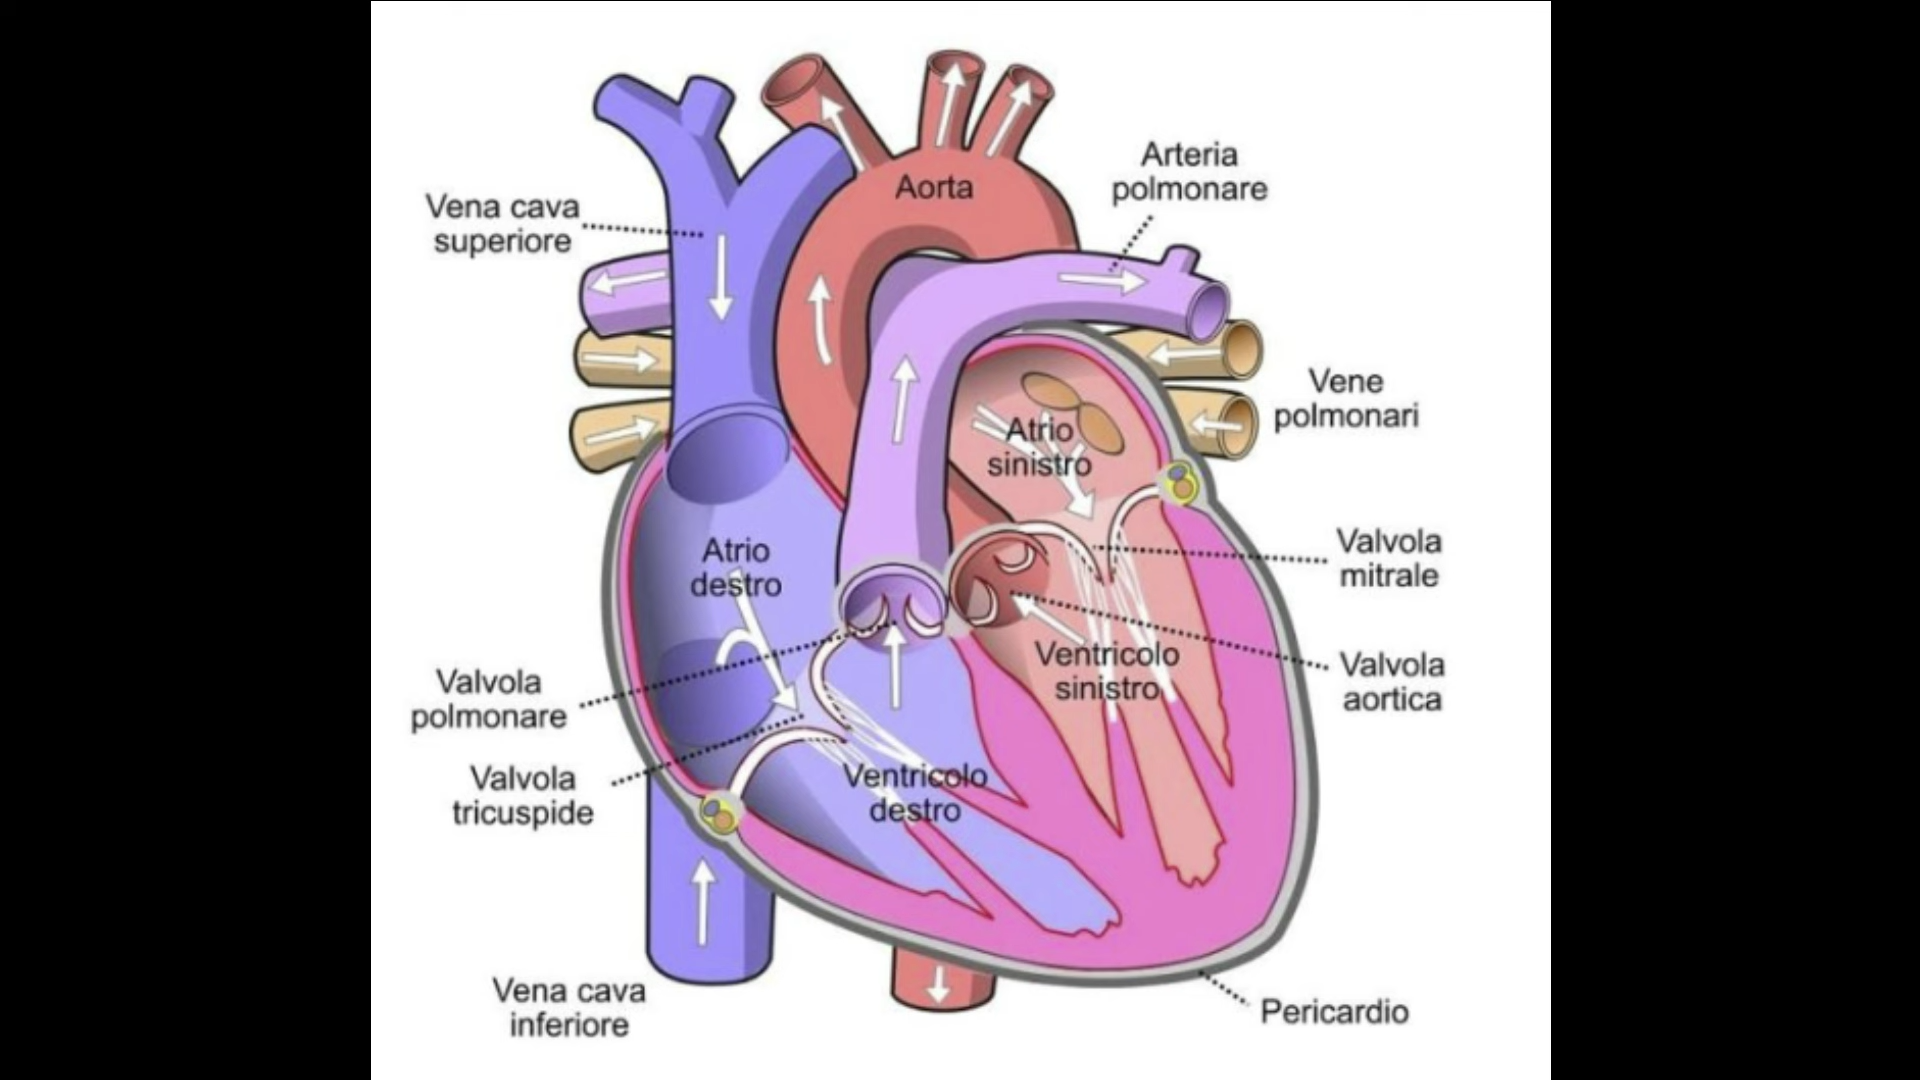 Arteria
polmonare
Aorta
Vena cava
superiore
Vene
polmonari
Atrio
sinistro
Atrio
destro
Valvola
mitrale
Ventricolo
sinistro
Valvola
aortica
Valvola
polmonare
Valvola
tricuspide
Ventricolo
destro
Vena cava
inferiore
Pericardio